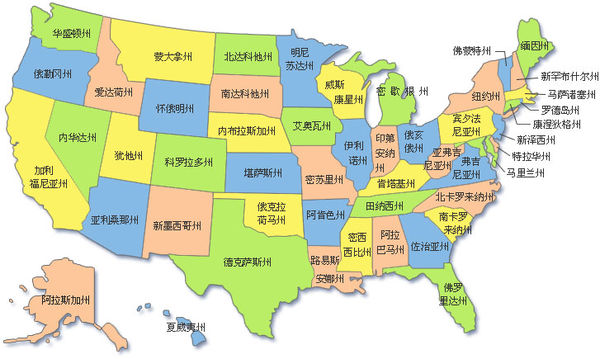 华盛顿州
俄勒冈州
加利
福尼亚州
内华达州
爱达荷州
蒙大拿州
怀俄明州
犹他州
科罗拉多州
亚利桑那州
新墨西哥州
北达科他州
南达科他州
内布拉斯加州
堪萨斯州
俄克拉
荷马州
德克萨斯州
明尼
苏达州
艾奥瓦州
密苏里州
阿肯色州
路易斯
安娜州
威斯
康星州
伊利
诺州
密歇根州
印第
安纳
州
俄亥
俄州
肯塔基州
田纳西州
密西
西比州
阿拉
巴马州
佐治亚州
佛罗
里达州
南卡罗
来纳州
北卡罗来纳州
弗吉
尼亚州
亚弗吉
尼亚州
宾夕法
尼亚州
纽约州
佛蒙特州
缅因州
新罕布什尔州
马萨诸塞州
罗德岛州
康涅狄格州
新泽西州
特拉华州
马里兰州
阿拉斯加州
夏威夷州